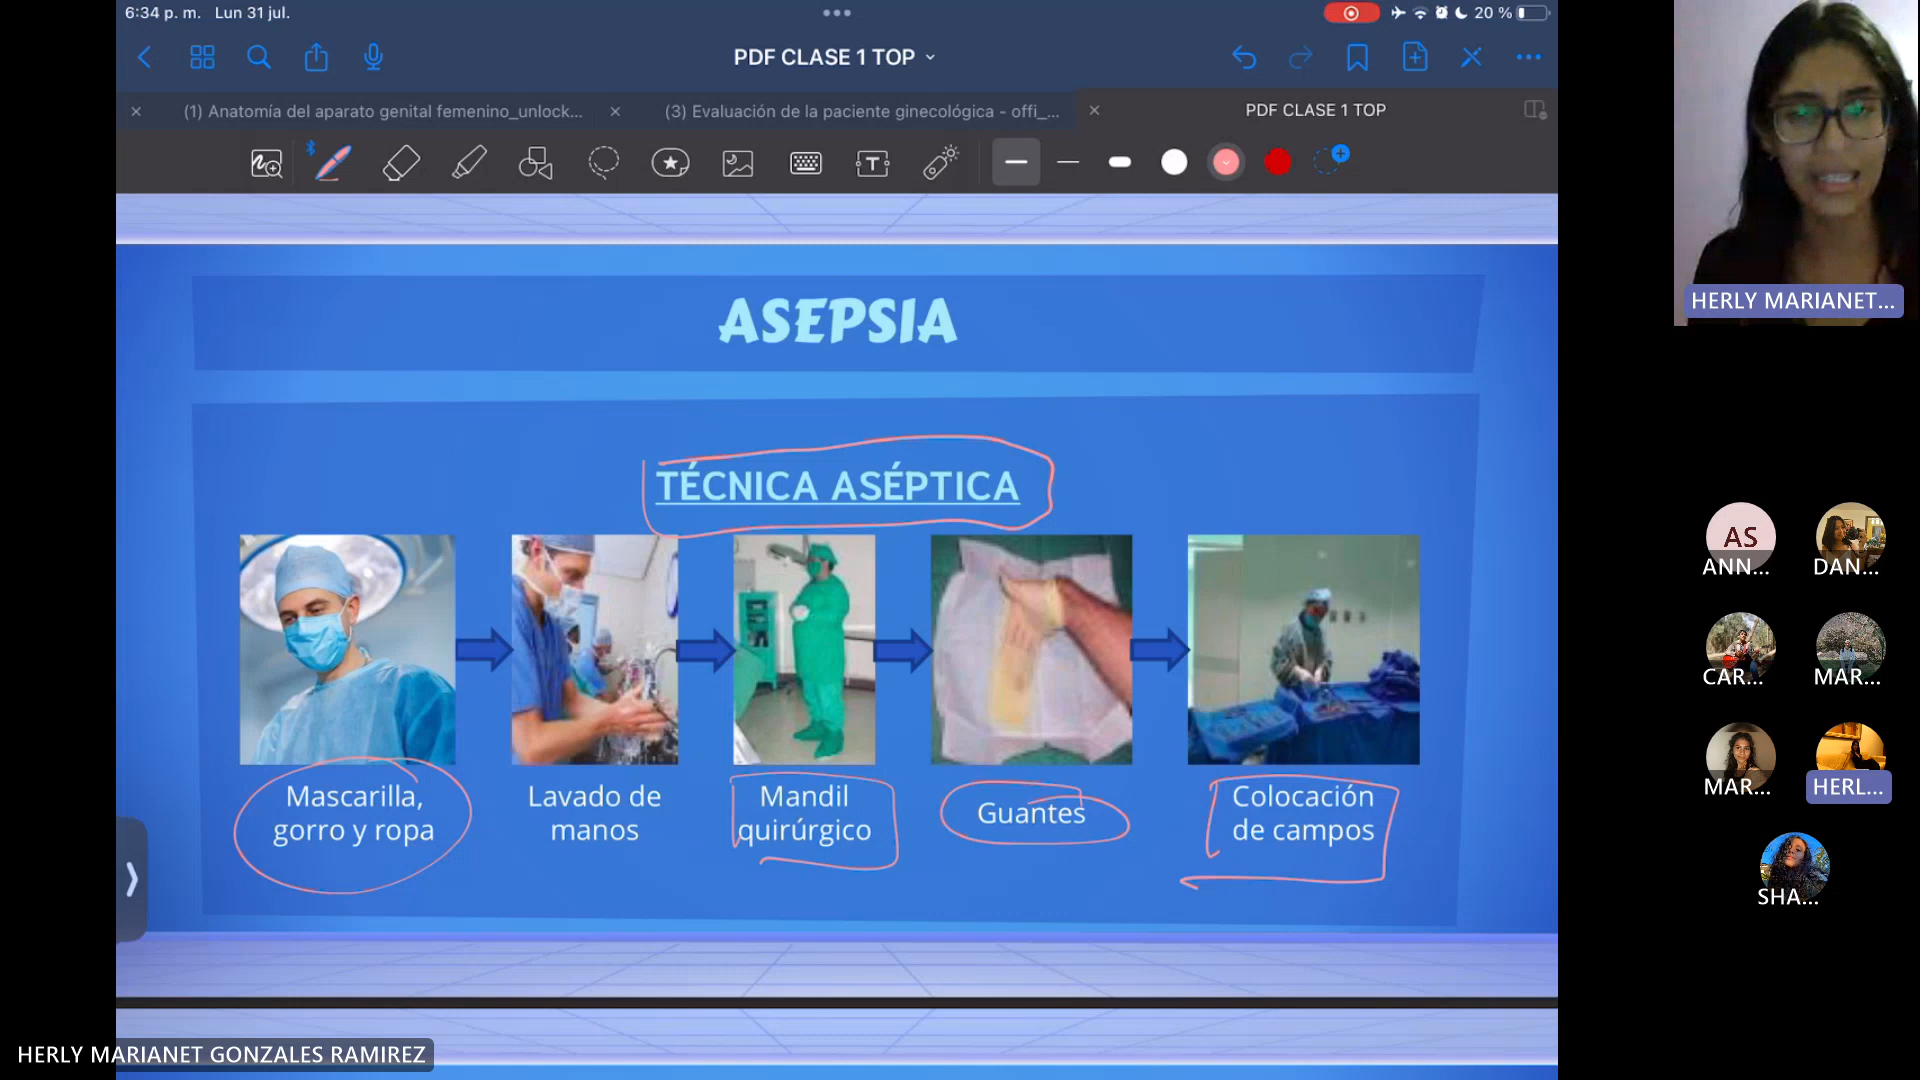 6:34 p. m. Lun 31 jul.
20 %
PDF CLASE 1 TOP
(1) Anatomía del aparato genital femenino_unlock...
(3) Evaluación de la paciente ginecológica - offi_...
PDF CLASE 1 TOP
T
ASEPSIA
TÉCNICA ASÉPTICA
Mascarilla,
gorro y ropa
Lavado de
manos
Mandil
quirúrgico
Guantes
Colocación
de campos
HERLY MARIANET...
AS
ANN...
DAN...
CAR...
MAR...
MAR...
HERL...
SHA...
HERLY MARIANET GONZALES RAMIREZ